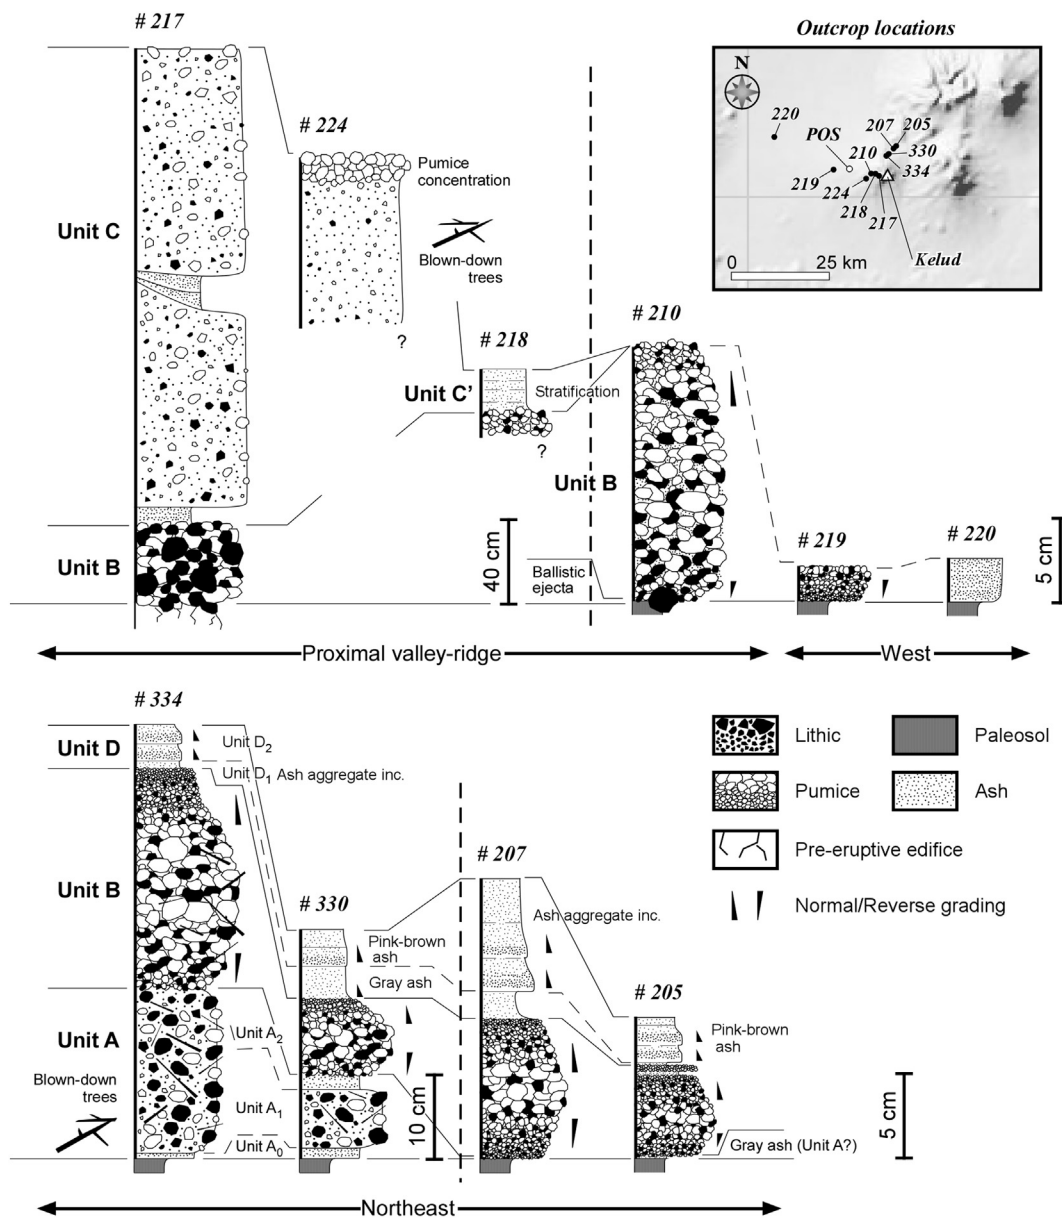 # 217
Outcrop locations
N
220
207
205
POS
210
330
334
219
224
218
217
Kelud
0
25 km
# 224
Pumice
concentration
Unit C
Blown-down
trees
?
# 210
# 218
Unit C’
Stratification
?
Unit B
# 219
# 220
Unit B
40 cm
Ballistic
ejecta
5 cm
Proximal valley-ridge
West
# 334
Unit D
Unit D2
Unit D1 Ash aggregate inc.
Lithic
Paleosol
Pumice
Ash
Pre-eruptive edifice
Normal/Reverse grading
# 207
Unit B
# 330
Ash aggregate inc.
Pink-brown
ash
Gray ash
# 205
Unit A
Unit A2
Pink-brown
ash
Blown-down
trees
Unit A1
10 cm
5 cm
Unit A0
Gray ash (Unit A?)
Northeast